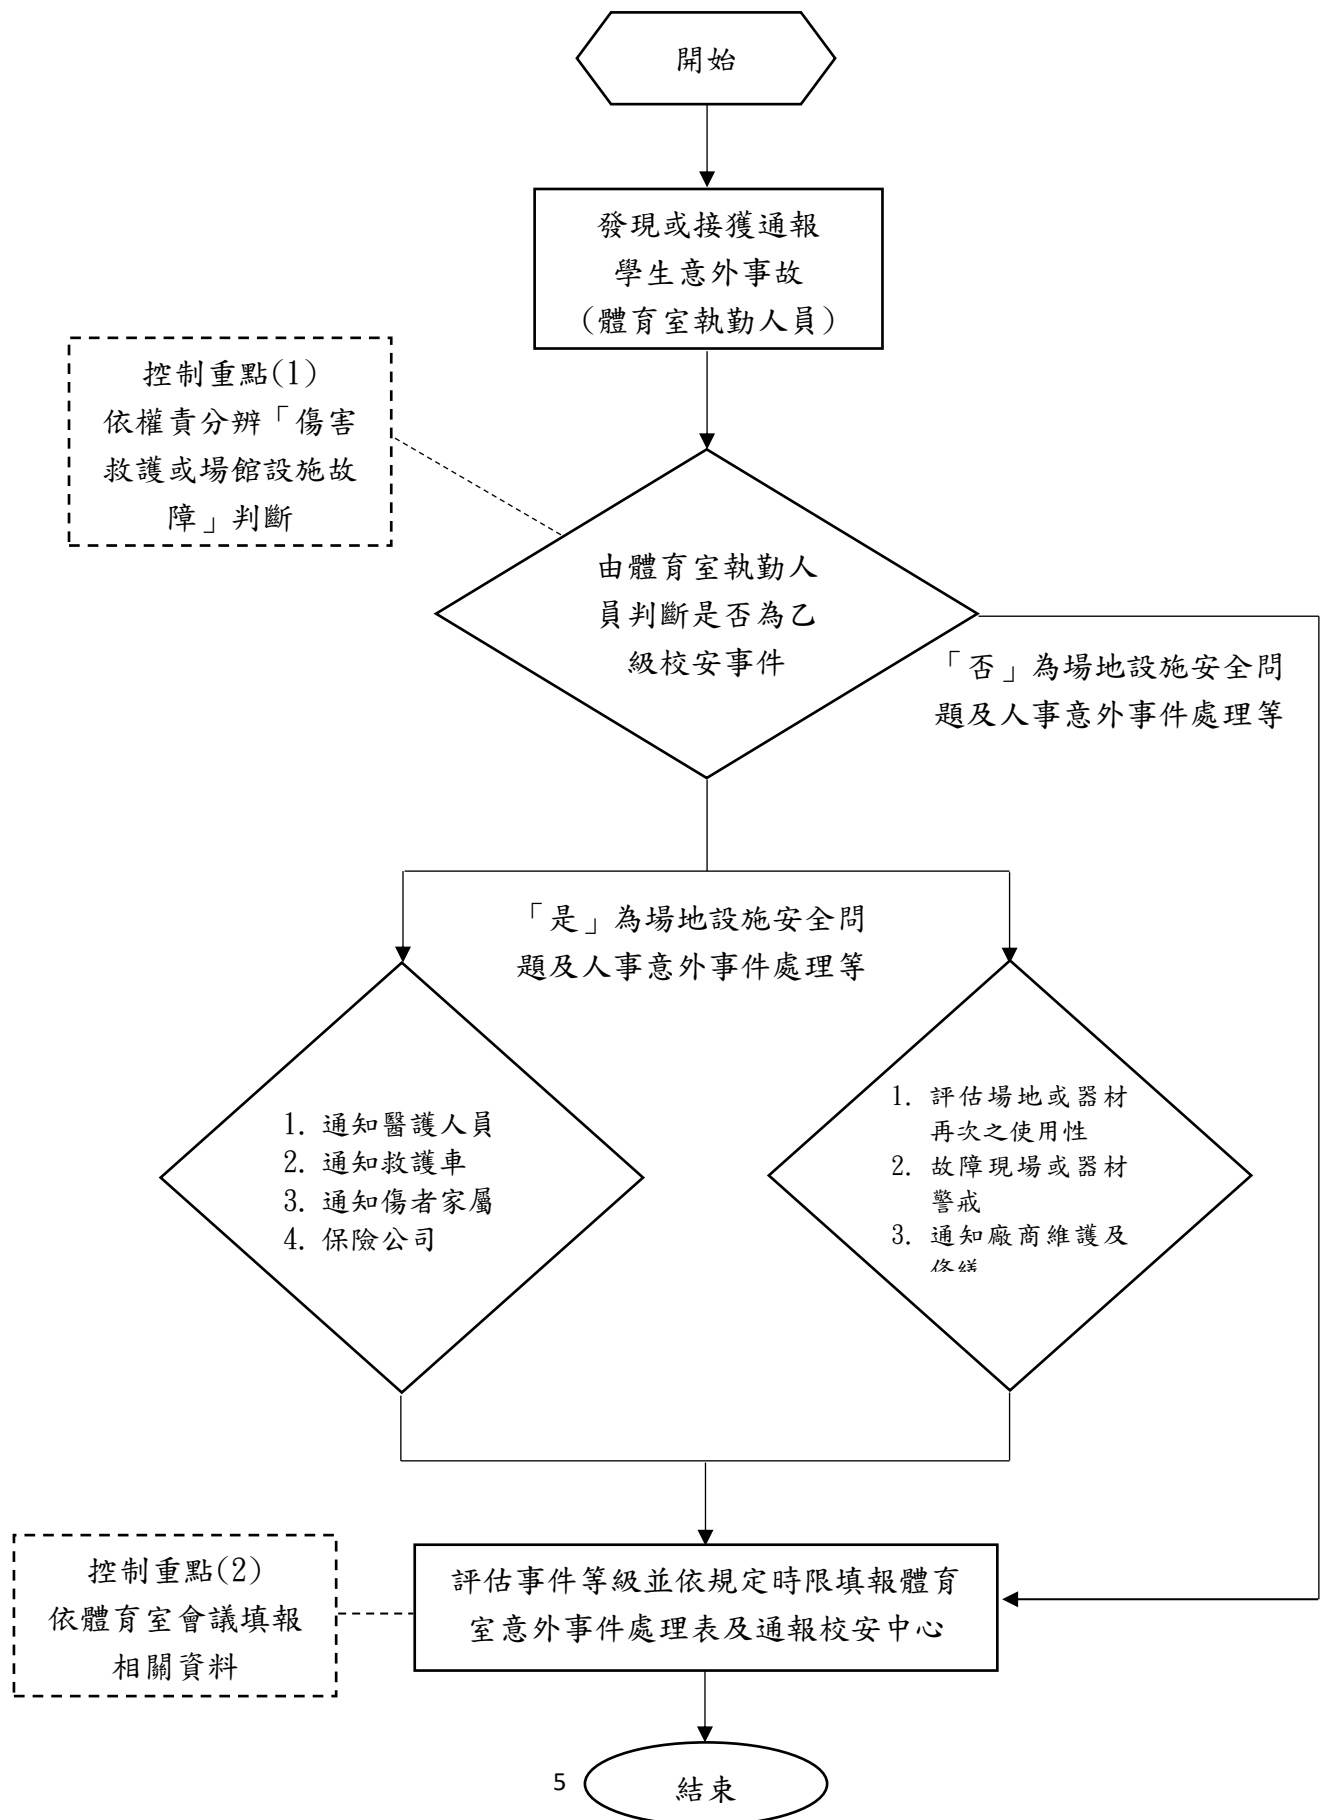 開始
發現或接獲通報
學生意外事故
(體育室執勤人員)
控制重點(1)
依權責分辨「傷害
救護或場館設施故
障」判斷
由體育室執勤人
員判斷是否為乙
級校安事件
「否」為場地設施安全問
題及人事意外事件處理等
「是」為場地設施安全問
題及人事意外事件處理等
1. 通知醫護人員
2. 通知救護車
3. 通知傷者家屬
4. 保險公司
1. 評估場地或器材
再次之使用性
2. 故障現場或器材
警戒
3. 通知廠商維護及
控制重點(2)
依體育室會議填報
相關資料
評估事件等級並依規定時限填報體育
室意外事件處理表及通報校安中心
5
結束